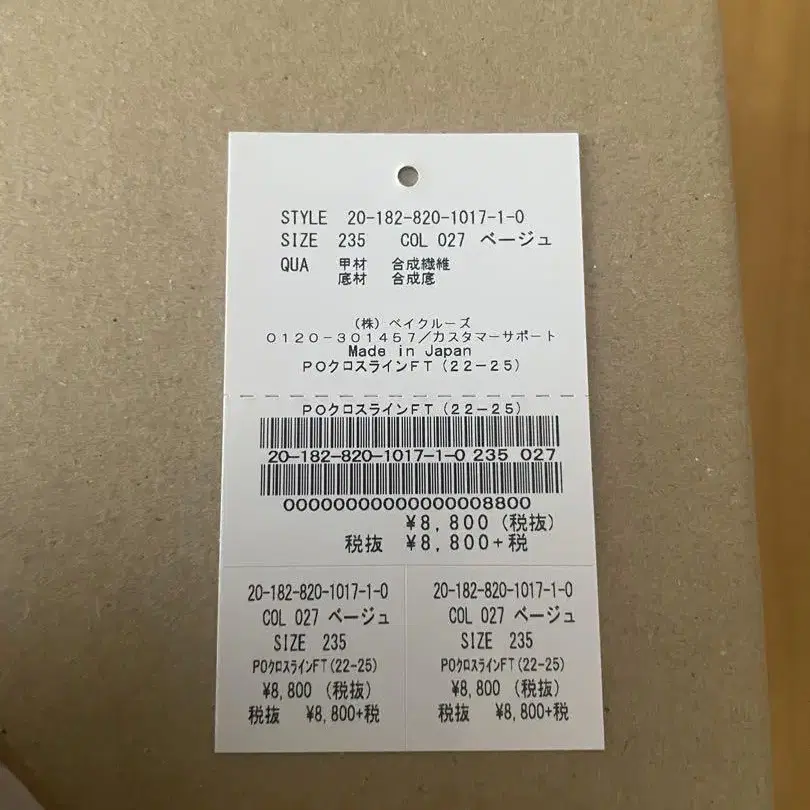 STYLE 20-182-820-1017-1-0
SIZE 235 COL 027 ベージュ
QUA 甲材 合成繊維
底材 合成底
(株)ベイクルーズ
0120-301457/カスタマーサポート
Made in Japan
POクロスラインFT(22-25)
POクロスラインFT(22-25)
20-182-820-1017-1-0 235 027
0000000000000000008800
¥8,800(税抜)
税抜 ¥8,800+税
20-182-820-1017-1-0
COL 027 ベージュ
SIZE 235
POクロスラインFT(22-25)
¥8,800 (税抜)
税抜 ¥8,800+税
20-182-820-1017-1-0
COL 027 ベージュ
SIZE 235
POクロスラインFT(22-25)
¥8,800 (税抜)
税抜 ¥8,800+税